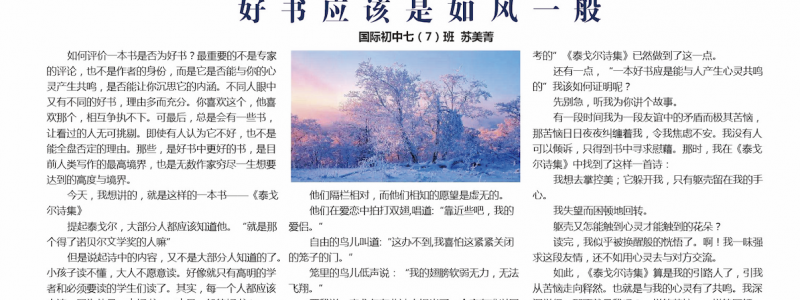 好书应该是如风一般
国际初中七（7）班 苏美菁
如何评价一本书是否为好书？最重要的不是专家
的评论，也不是作者的身份，而是它是否能与你的心
灵产生共鸣，是否能让你沉思它的内涵。不同人眼中
又有不同的好书，理由多而充分。你喜欢这个，他喜
欢那个，相互争执不下。可最后，总是会有一些书，
让看过的人无可挑剔。即使有人认为它不好，也不是
能全盘否定的理由。那些，是好书中更好的书，是目
前人类写作的最高境界，也是无数作家穷尽一生想要
达到的高度与境界。
今天，我想讲的，就是这样的一本书——《泰戈
尔诗集》
提起泰戈尔，大部分人都应该知道他。“就是那
个得了诺贝尔文学奖的人嘛”
但是说起诗中的内容，又不是大部分人知道的了。
小孩子读不懂，大人不愿意读。好像就只有高明的学
者和必须要读的学生们读了。其实，每一个人都应该
他们隔栏相对，而他们相知的愿望是虚无的。
他们在爱恋中拍打双翅,唱道：“靠近些吧，我的
爱侣。”
自由的鸟儿叫道：“这办不到,我喜怕这紧紧关闭
的笼子的门。”
笼里的鸟儿低声说：“我的翅膀软弱无力，无法
飞翔。”
考的”《泰戈尔诗集》已然做到了这一点。
还有一点，“一本好书应是能与人产生心灵共鸣
的”我该如何证明呢？
先别急，听我为你讲个故事。
有一段时间我为一段友谊中的矛盾而极其苦恼，
那苦恼日日夜夜纠缠着我，令我焦虑不安。我没有人
可以倾诉，只得到书中寻求慰藉。那时，我在《泰戈
尔诗集》中找到了这样一首诗：
我想去掌控美；它躲开我，只有躯壳留在我的手
心。
我失望而困顿地回转。
躯壳又怎能触到心灵才能触到的花朵？
读完，我似乎被唤醒般的恍悟了。啊！我一昧强
求这段友情，还不如用心灵去与对方交流。
如此，《泰戈尔诗集》算是我的引路人了，引我
从苦恼走向释然。也就是与我的心灵有了共鸣。我深